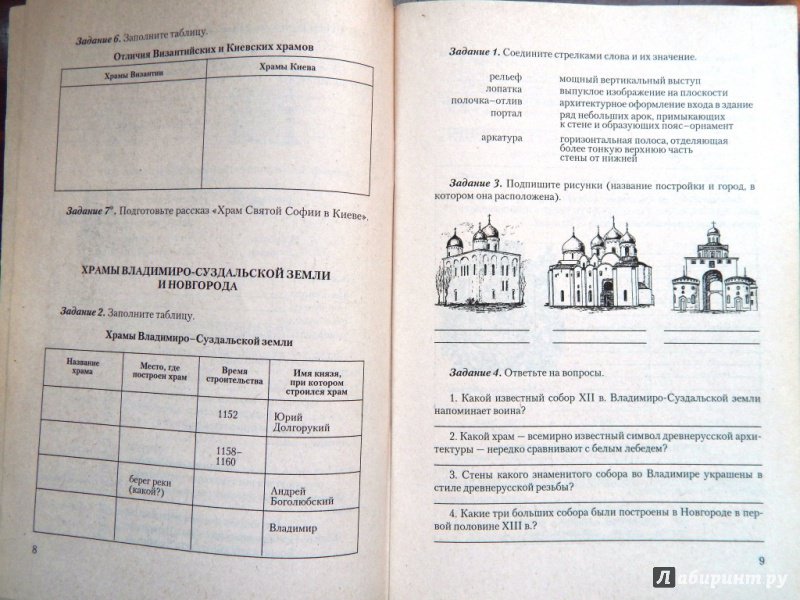 Задание 6. Заполните таблицу.
Отличия Византийских и Киевских храмов
Храмы Византии
Храмы Киева
Задание 7*. Подготовьте рассказ «Храм Святой Софии в Киеве».
ХРАМЫ ВЛАДИМИРО-СУЗДАЛЬСКОЙ ЗЕМЛИ
И НОВГОРОДА
Задание 2. Заполните таблицу.
Храмы Владимиро-Суздальской земли
Название
храма
Место, где
построен храм
Время
строительства
Имя князя,
при котором
строился храм
1152
Юрий
Долгорукий
1158–
1160
берег реки
(какой?)
Андрей
Боголюбский
Владимир
8
Задание 1. Соедините стрелками слова и их значение.
рельеф мощный вертикальный выступ
лопатка выпуклое изображение на плоскости
полочка-отлив архитектурное оформление входа в здание
портал ряд небольших арок, примыкающих
к стене и образующих пояс-орнамент
аркатура горизонтальная полоса, отделяющая
более тонкую верхнюю часть
стены от нижней
Задание 3. Подпишите рисунки (название постройки и город, в
котором она расположена).
Задание 4. Ответьте на вопросы.
1. Какой известный собор XII в. Владимиро-Суздальской земли
напоминает воина?
2. Какой храм — всемирно известный символ древнерусской архи-
тектуры — нередко сравнивают с белым лебедем?
3. Стены какого знаменитого собора во Владимире украшены в
стиле древнерусской резьбы?
4. Какие три больших собора были построены в Новгороде в пер-
вой половине XIII в.?
9
Лабиринт.ру